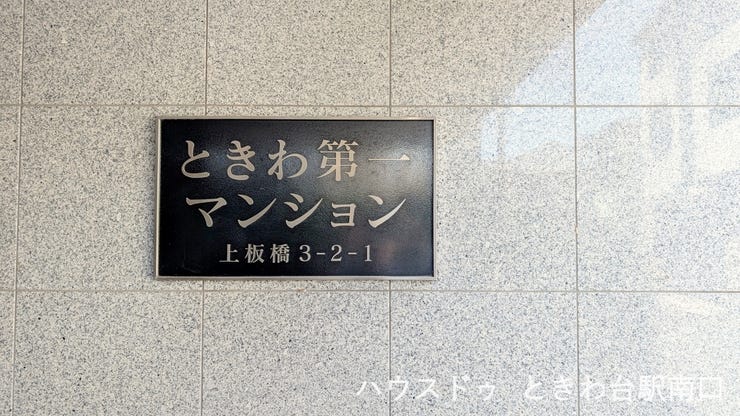 ときわ第一
マンション
上板橋3-2-1
ハウスドゥ ときわ台駅南口